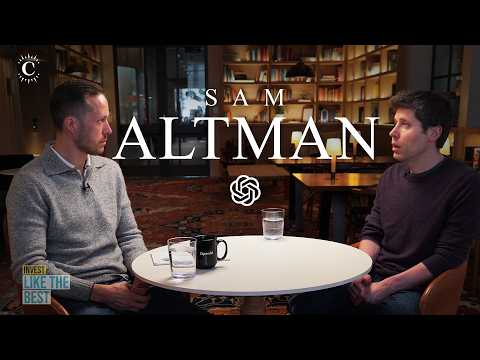 C
SAM
ALTMAN
INVEST
LIKE THE
BEST